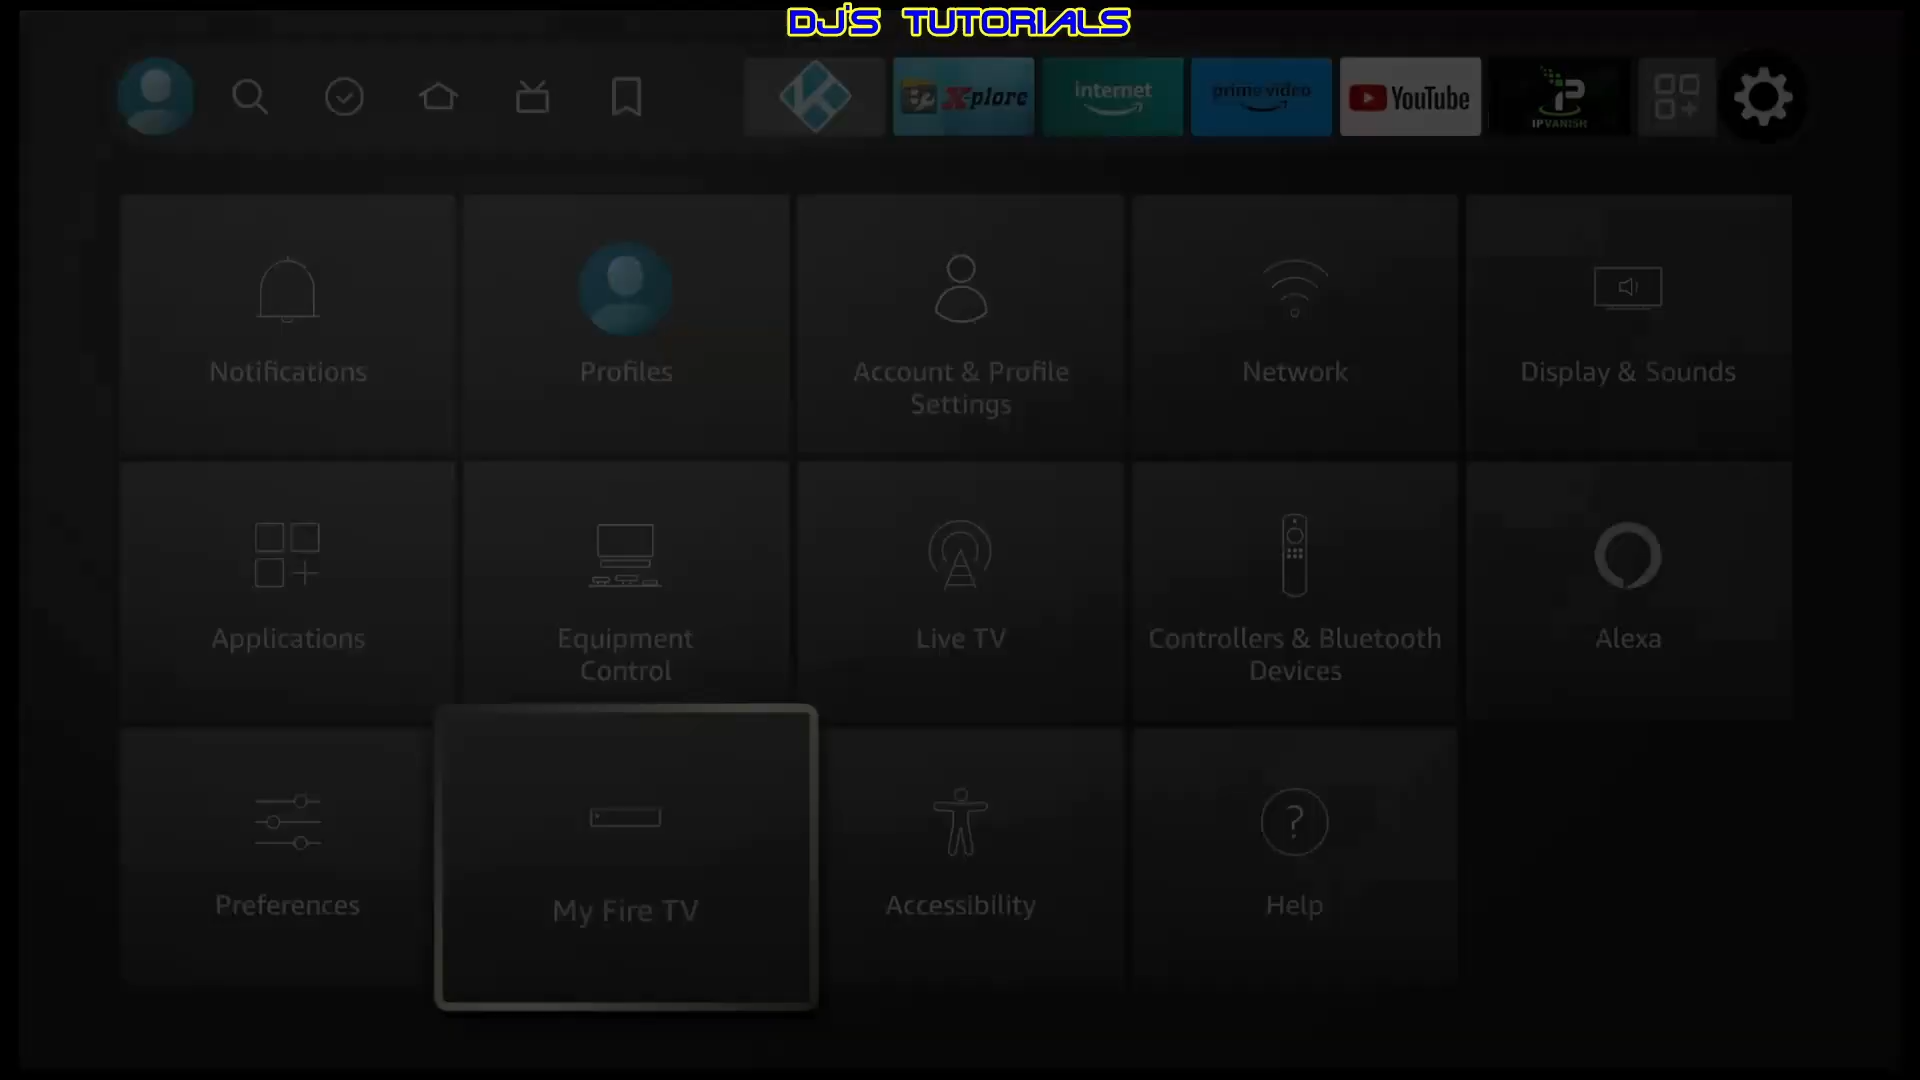 DJ'S TUTORIALS
X-plore
internet
prime video
YouTube
IPVANISH
Notifications
Profiles
Account & Profile
Settings
Network
Display & Sounds
Applications
Equipment
Control
Live TV
Controllers & Bluetooth
Devices
Alexa
Preferences
My Fire TV
Accessibility
Help